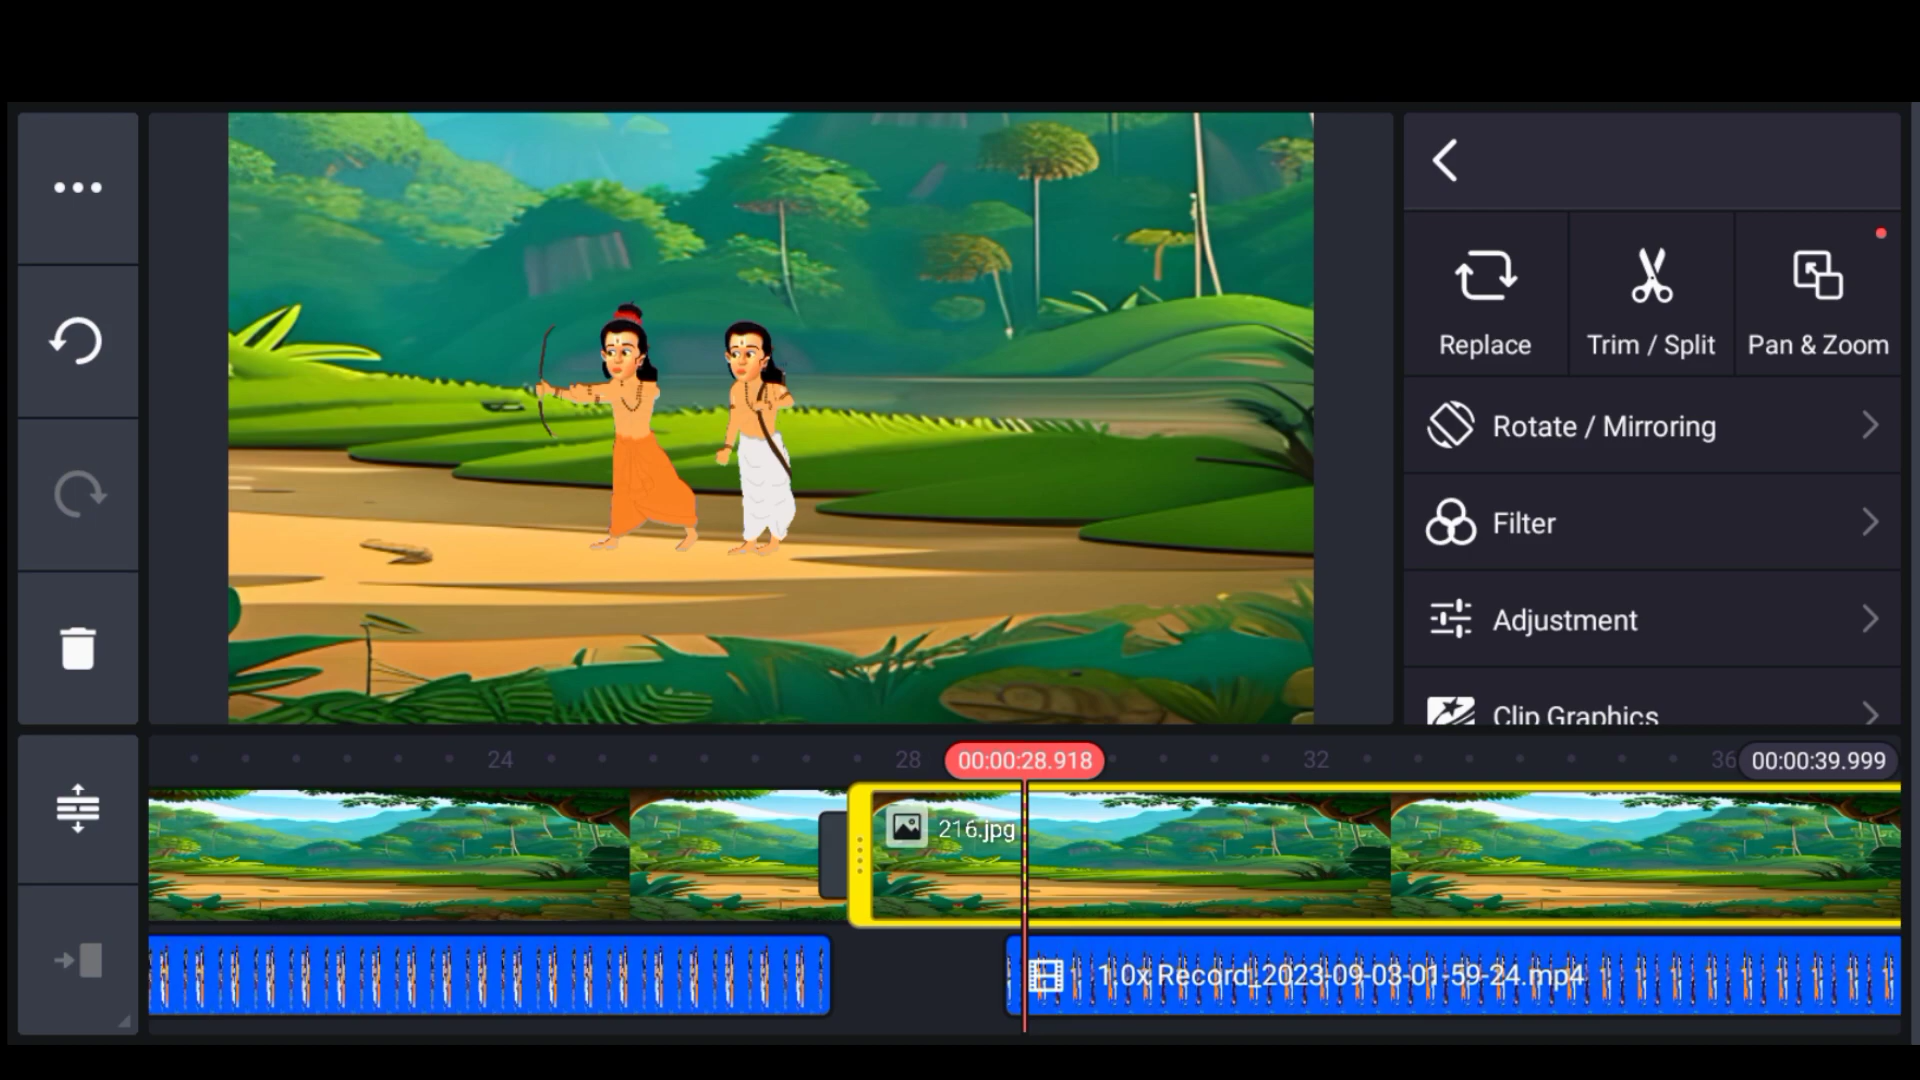 Replace
Trim / Split
Pan & Zoom
Rotate / Mirroring
Filter
Adjustment
Clip Graphics
24
28
00:00:28.918
32
36
00:00:39.999
216.jpg
1.0x Record_2023-09-03-01-59-24.mp4